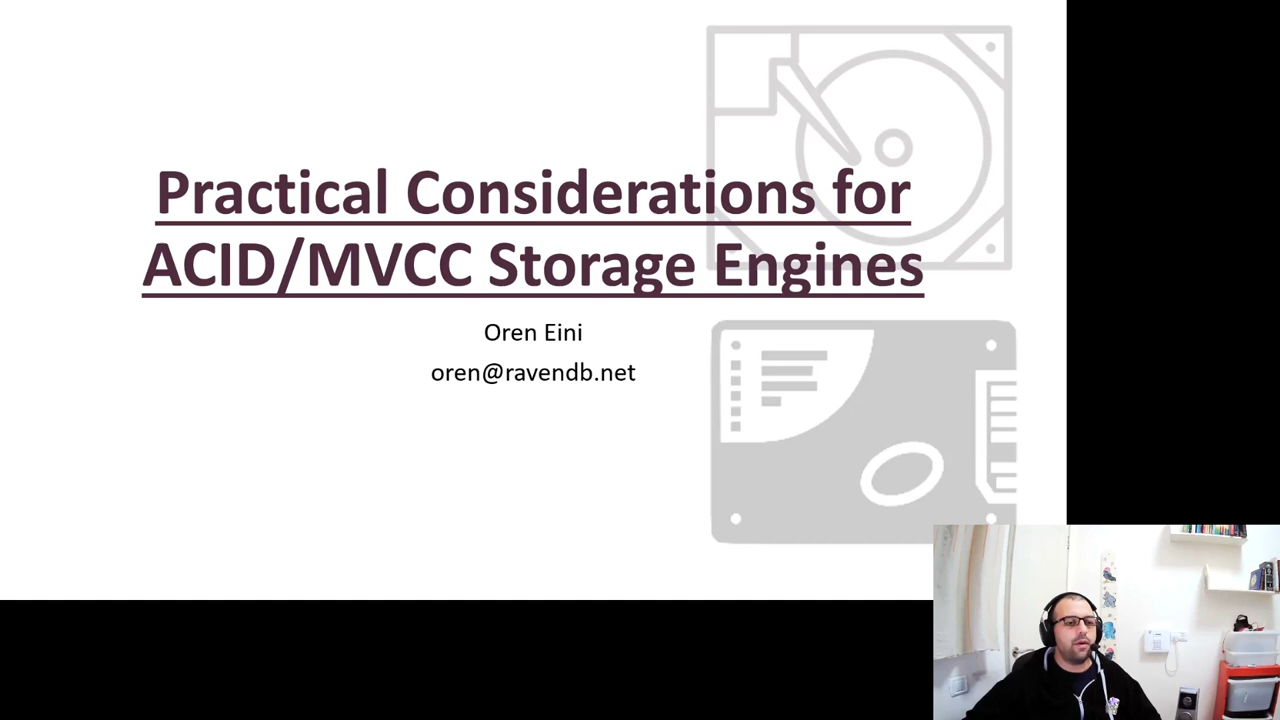 Practical Considerations for
ACID/MVCC Storage Engines
Oren Eini
oren@ravendb.net